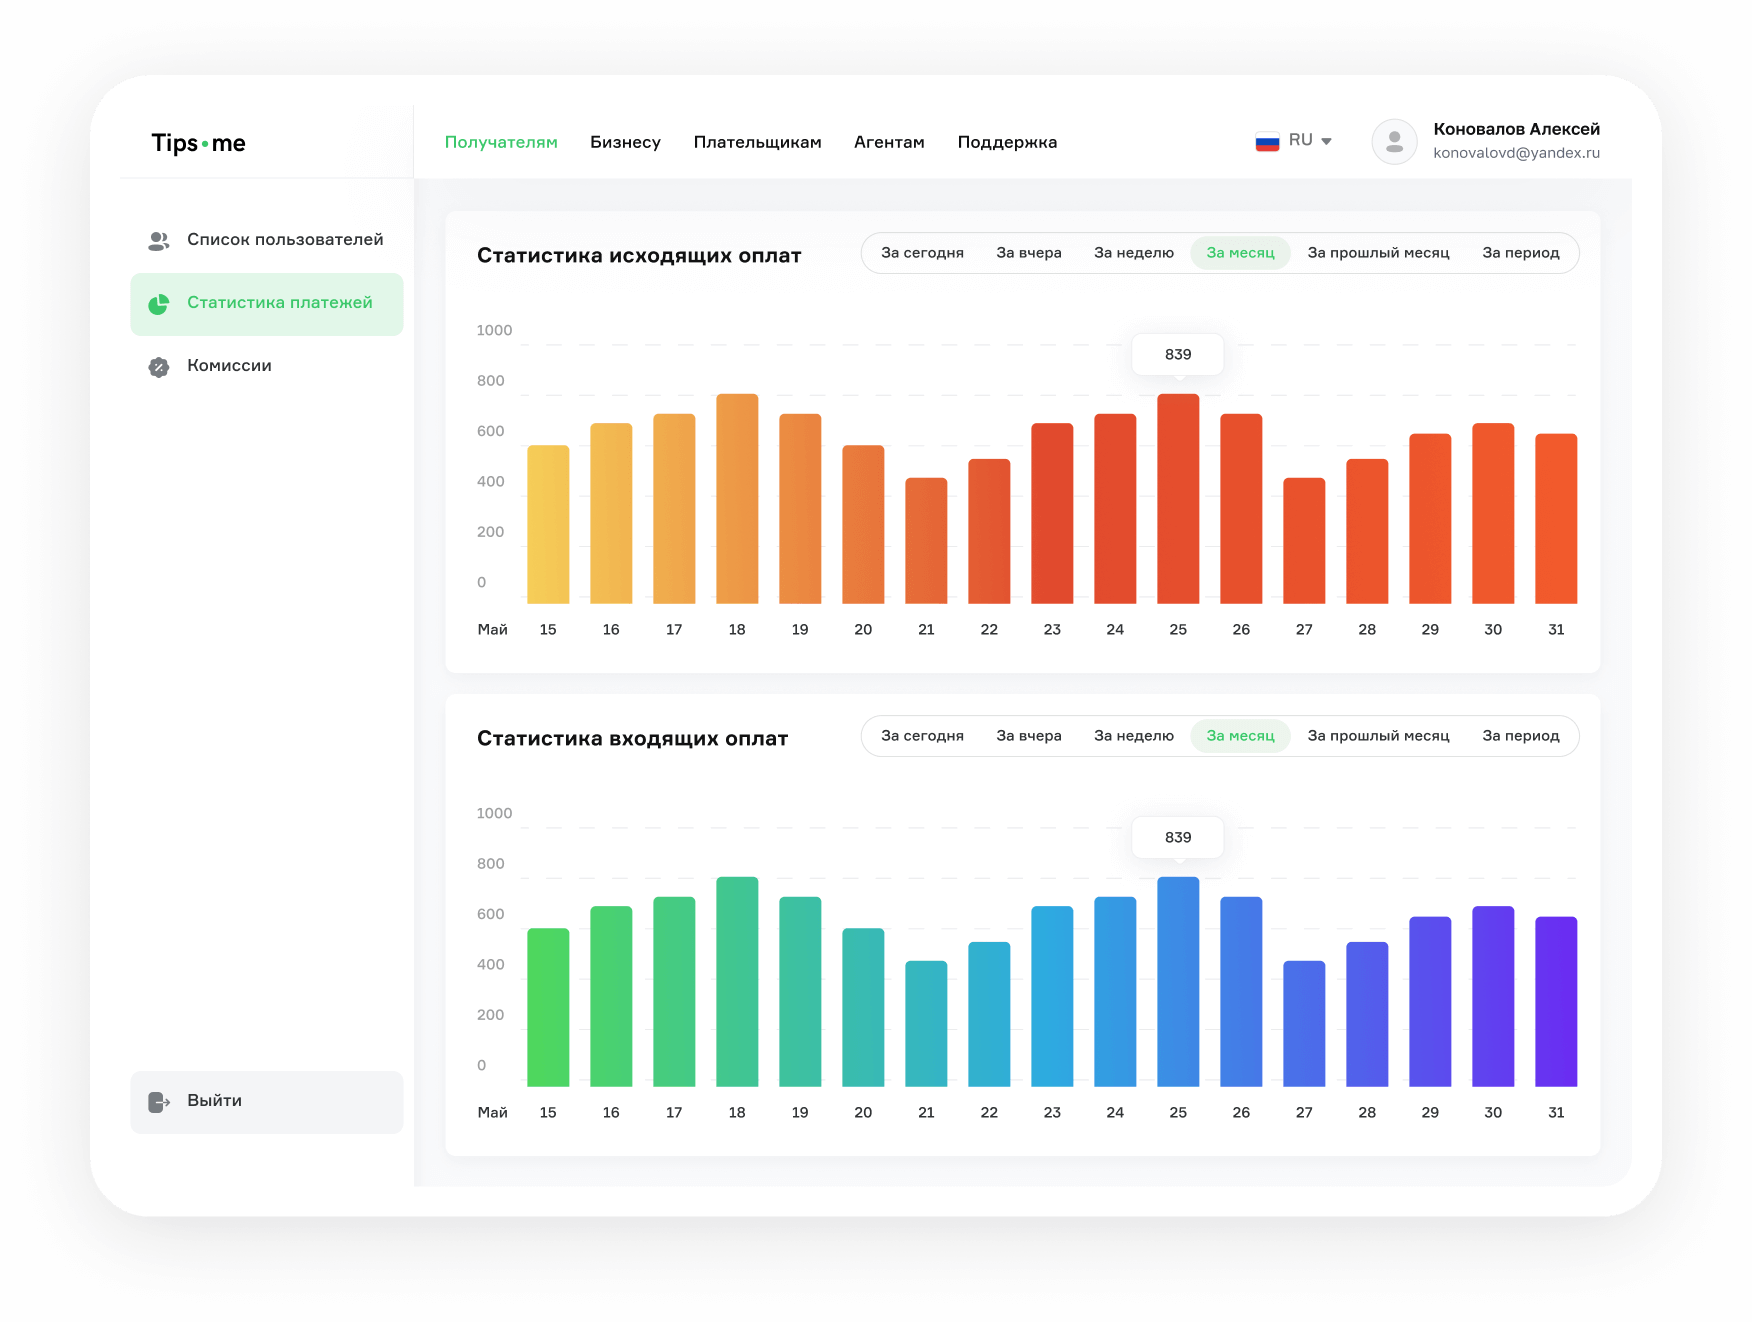 Tips•me
Получателям Бизнесу Плательщикам Агентам Поддержка
RU
Коновалов Алексей
konovalovd@yandex.ru
Список пользователей
Статистика платежей
Комиссии
Выйти
Статистика исходящих оплат
За сегодня За вчера За неделю За месяц За прошлый месяц За период
1000
839
800
600
400
200
0
Май 15 16 17 18 19 20 21 22 23 24 25 26 27 28 29 30 31
Статистика входящих оплат
За сегодня За вчера За неделю За месяц За прошлый месяц За период
1000
839
800
600
400
200
0
Май 15 16 17 18 19 20 21 22 23 24 25 26 27 28 29 30 31